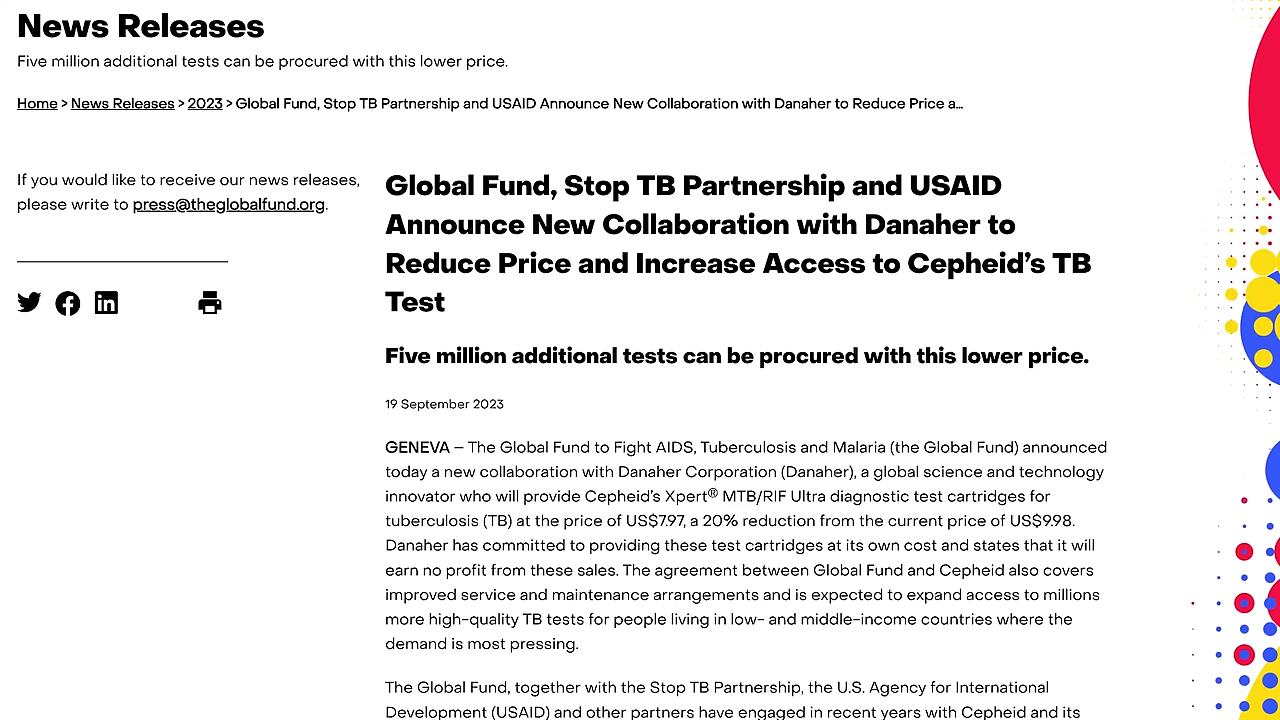 News Releases
Five million additional tests can be procured with this lower price.
Home > News Releases > 2023 > Global Fund, Stop TB Partnership and USAID Announce New Collaboration with Danaher to Reduce Price a...
If you would like to receive our news releases,
please write to press@theglobalfund.org.
Global Fund, Stop TB Partnership and USAID
Announce New Collaboration with Danaher to
Reduce Price and Increase Access to Cepheid’s TB
Test
Five million additional tests can be procured with this lower price.
19 September 2023
GENEVA – The Global Fund to Fight AIDS, Tuberculosis and Malaria (the Global Fund) announced
today a new collaboration with Danaher Corporation (Danaher), a global science and technology
innovator who will provide Cepheid’s Xpert® MTB/RIF Ultra diagnostic test cartridges for
tuberculosis (TB) at the price of US$7.97, a 20% reduction from the current price of US$9.98.
Danaher has committed to providing these test cartridges at its own cost and states that it will
earn no profit from these sales. The agreement between Global Fund and Cepheid also covers
improved service and maintenance arrangements and is expected to expand access to millions
more high-quality TB tests for people living in low- and middle-income countries where the
demand is most pressing.
The Global Fund, together with the Stop TB Partnership, the U.S. Agency for International
Development (USAID) and other partners have engaged in recent years with Cepheid and its